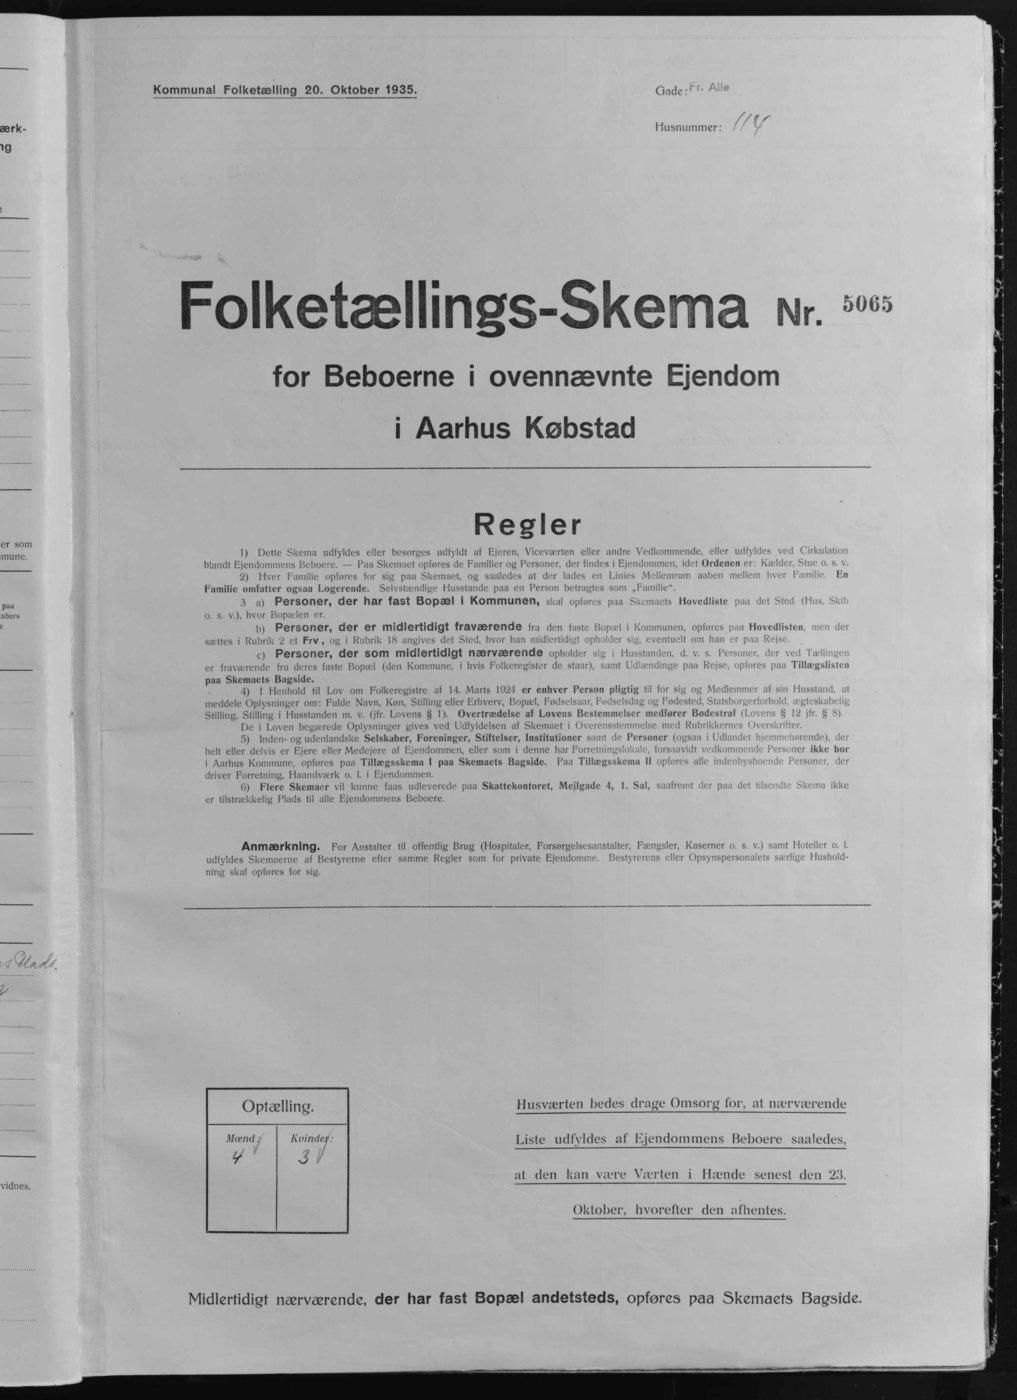 Kommunal Folketælling 20. Oktober 1935.
Gade: Fr. Alle
Husnummer: 114
Folketællings-Skema Nr. 5065
for Beboerne i ovennævnte Ejendom
i Aarhus Købstad
Regler
1) Dette Skema udfyldes eller besørges udfyldt af Ejeren, Viceværten eller andre Vedkommende, eller udfyldes ved Cirkulation
blandt Ejendommens Beboere. — Paa Skemaet opføres de Familier og Personer, der findes i Ejendommen, idet Ordenen er: Kælder, Stue o. s. v.
2) Hver Familie opføres for sig paa Skemaet, og saaledes at der lades en Linies Mellemrum aaben mellem hver Familie. En
Familie omfatter ogsaa Logerende. Selvstændige Husstande paa en Person betragtes som „Familie“.
3 a) Personer, der har fast Bopæl i Kommunen, skal opføres paa Skemaets Hovedliste paa det Sted (Hus, Skib
o. s. v.), hvor Bopælen er.
b) Personer, der er midlertidigt fraværende fra den faste Bopæl i Kommunen, opføres paa Hovedlisten, men der
sættes i Rubrik 2 et Frv., og i Rubrik 18 angives det Sted, hvor han midlertidigt opholder sig, eventuelt om han er paa Rejse.
c) Personer, der som midlertidigt nærværende opholder sig i Husstanden, d. v. s. Personer, der ved Tællingen
er fraværende fra deres faste Bopæl (den Kommune, i hvis Folkeregister de staar), samt Udlændinge paa Rejse, opføres paa Tillægslisten
paa Skemaets Bagside.
4) I Henhold til Lov om Folkeregistre af 14. Marts 1924 er enhver Person pligtig til for sig og Medlemmer af sin Husstand, at
meddele Oplysninger om: Fulde Navn, Køn, Stilling eller Erhverv, Bopæl, Fødselsaar, Fødselsdag og Fødested, Statsborgerforhold, ægteskabelig
Stilling, Stilling i Husstanden m. v. (jfr. Lovens § 1). Overtrædelse af Lovens Bestemmelser medfører Bødestraf (Lovens § 12 jfr. § 8).
De i Loven begærede Oplysninger gives ved Udfyldelsen af Skemaet i Overensstemmelse med Rubrikkernes Overskrifter.
5) Inden- og udenlandske Selskaber, Foreninger, Stiftelser, Institutioner samt de Personer (ogsaa i Udlandet hjemmehørende), der
helt eller delvis er Ejere eller Medejere af Ejendommen, eller som i denne har Forretningslokale, forsaavidt vedkommende Personer ikke bor
i Aarhus Kommune, opføres paa Tillægsskema I paa Skemaets Bagside. Paa Tillægsskema II opføres alle indenbysboende Personer, der
driver Forretning, Haandværk o. l. i Ejendommen.
6) Flere Skemaer vil kunne faas udleverede paa Skattekontoret, Mejlgade 4, 1. Sal, saafremt der paa det tilsendte Skema ikke
er tilstrækkelig Plads til alle Ejendommens Beboere.
Anmærkning. For Anstalter til offentlig Brug (Hospitaler, Forsørgelsesanstalter, Fængsler, Kaserner o. s. v.) samt Hoteller o. l.
udfyldes Skemaerne af Bestyrerne efter samme Regler som for private Ejendomme. Bestyrerens eller Opsynspersonalets særlige Hushold-
ning skal opføres for sig.
Optælling.
Mænd: Kvinder:
4 3
Husværten bedes drage Omsorg for, at nærværende
Liste udfyldes af Ejendommens Beboere saaledes,
at den kan være Værten i Hænde senest den 23.
Oktober, hvorefter den afhentes.
Midlertidigt nærværende, der har fast Bopæl andetsteds, opføres paa Skemaets Bagside.